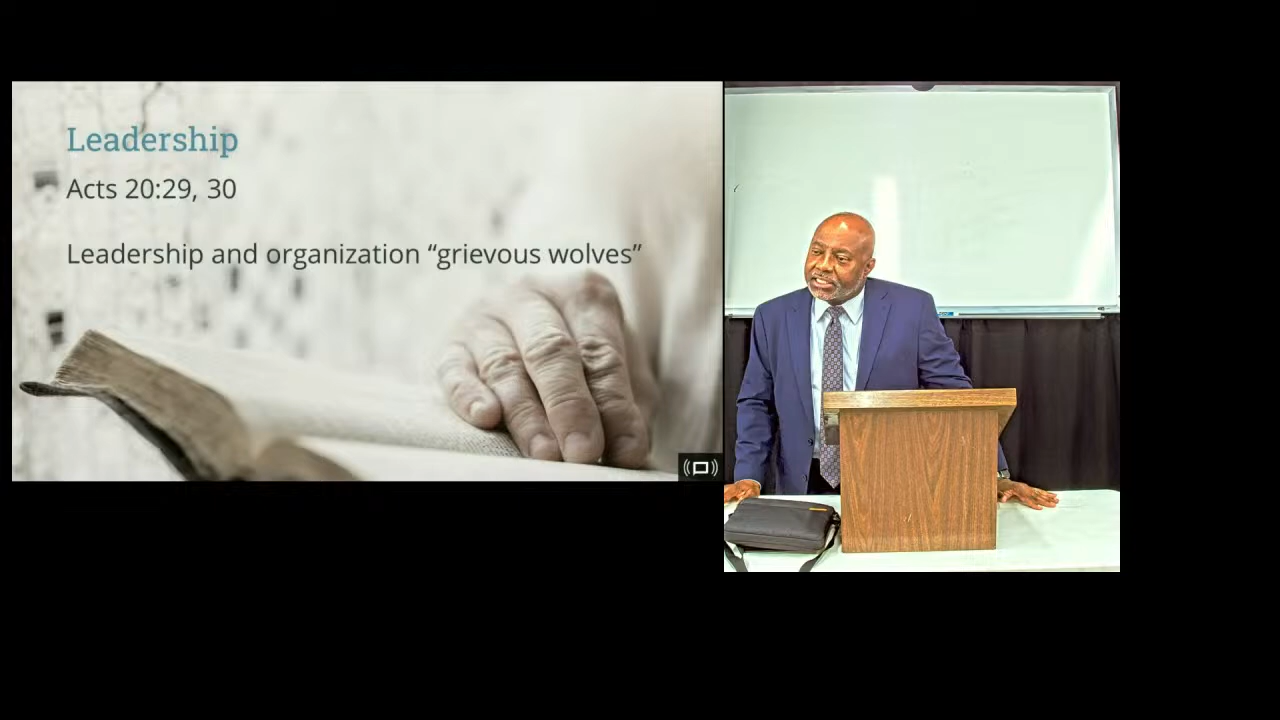 Leadership
Acts 20:29, 30
Leadership and organization “grievous wolves”